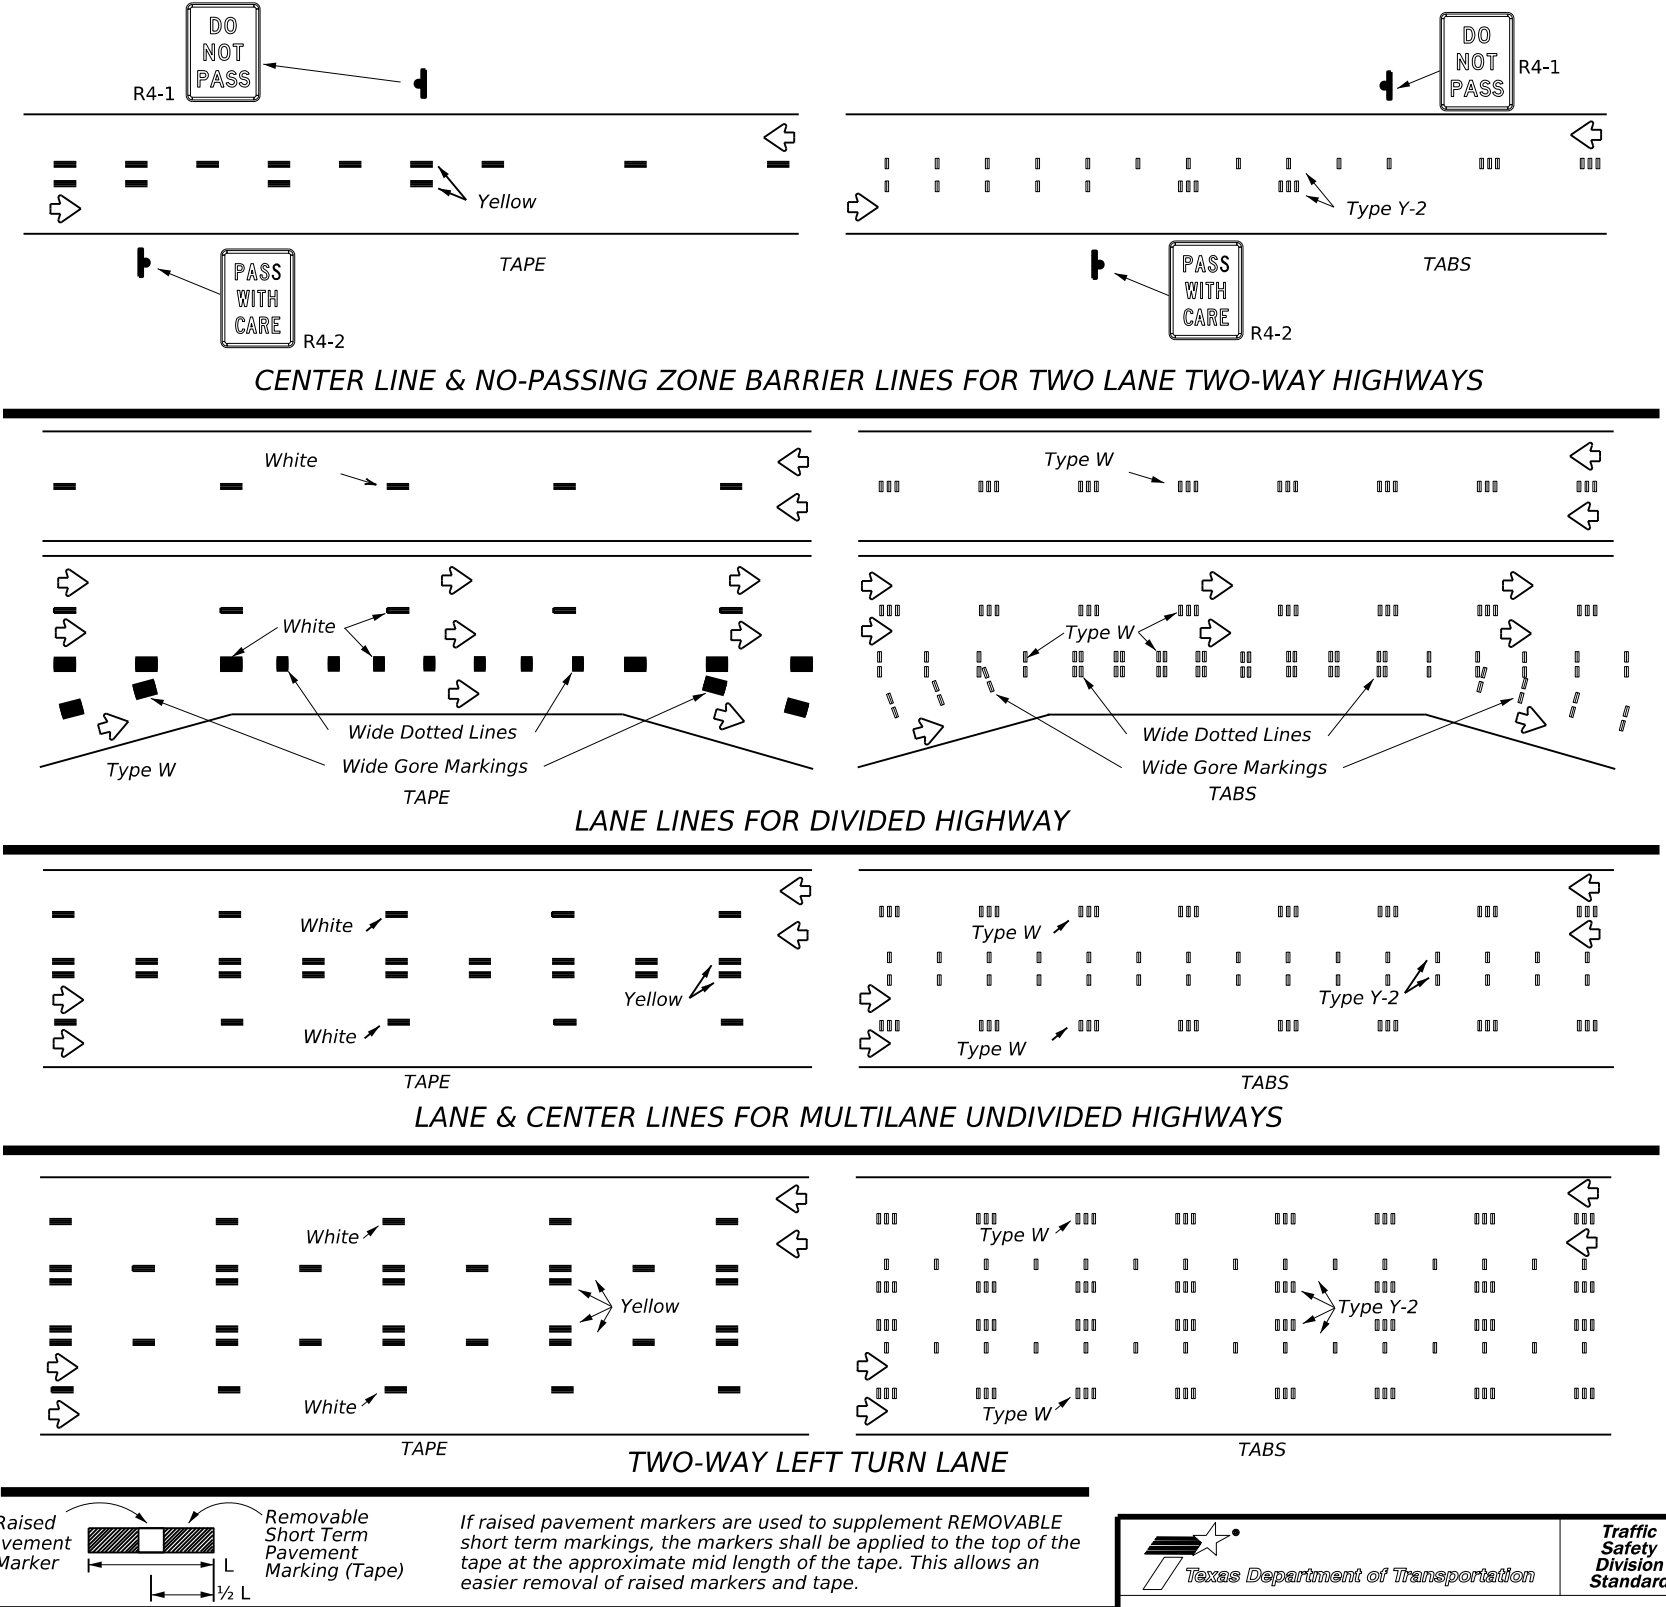 DO
NOT
PASS
R4-1
Yellow
PASS
WITH
CARE
R4-2
TAPE
DO
NOT
PASS
R4-1
Type Y-2
PASS
WITH
CARE
R4-2
TABS
CENTER LINE & NO-PASSING ZONE BARRIER LINES FOR TWO LANE TWO-WAY HIGHWAYS
White
White
Wide Dotted Lines
Wide Gore Markings
Type W
TAPE
Type W
Type W
Wide Dotted Lines
Wide Gore Markings
TABS
LANE LINES FOR DIVIDED HIGHWAY
White
Yellow
White
TAPE
Type W
Type Y-2
Type W
TABS
LANE & CENTER LINES FOR MULTILANE UNDIVIDED HIGHWAYS
White
Yellow
White
TAPE
Type W
Type Y-2
Type W
TABS
TWO-WAY LEFT TURN LANE
Raised
vement
Marker
L
½ L
Removable
Short Term
Pavement
Marking (Tape)
If raised pavement markers are used to supplement REMOVABLE
short term markings, the markers shall be applied to the top of the
tape at the approximate mid length of the tape. This allows an
easier removal of raised markers and tape.
Texas Department of Transportation
Traffic
Safety
Division
Standard